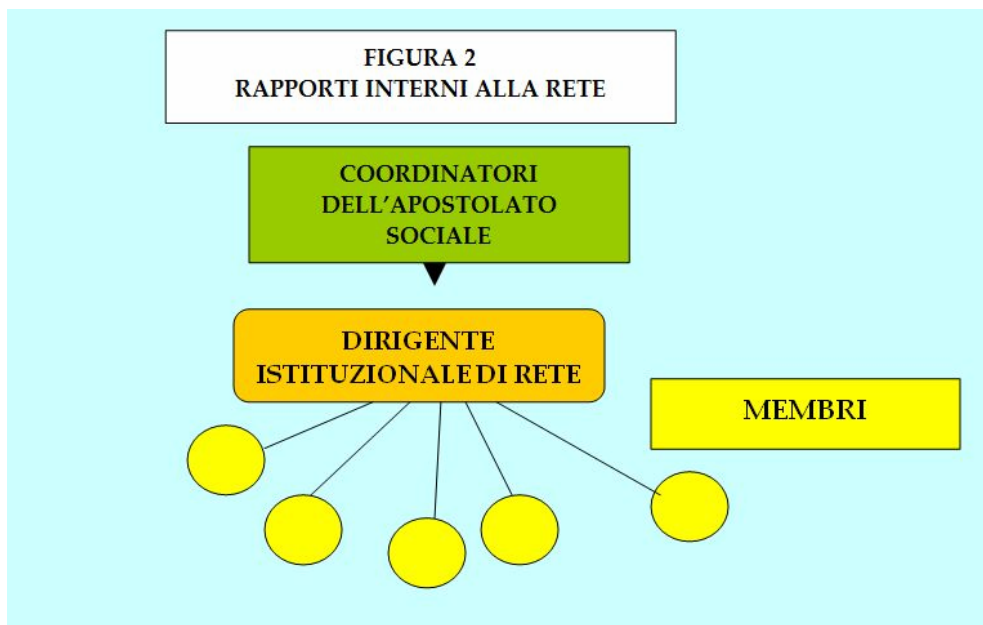 FIGURA 2
RAPPORTI INTERNI ALLA RETE
COORDINATORI
DELL’APOSTOLATO
SOCIALE
DIRIGENTE
ISTITUZIONALE DI RETE
MEMBRI